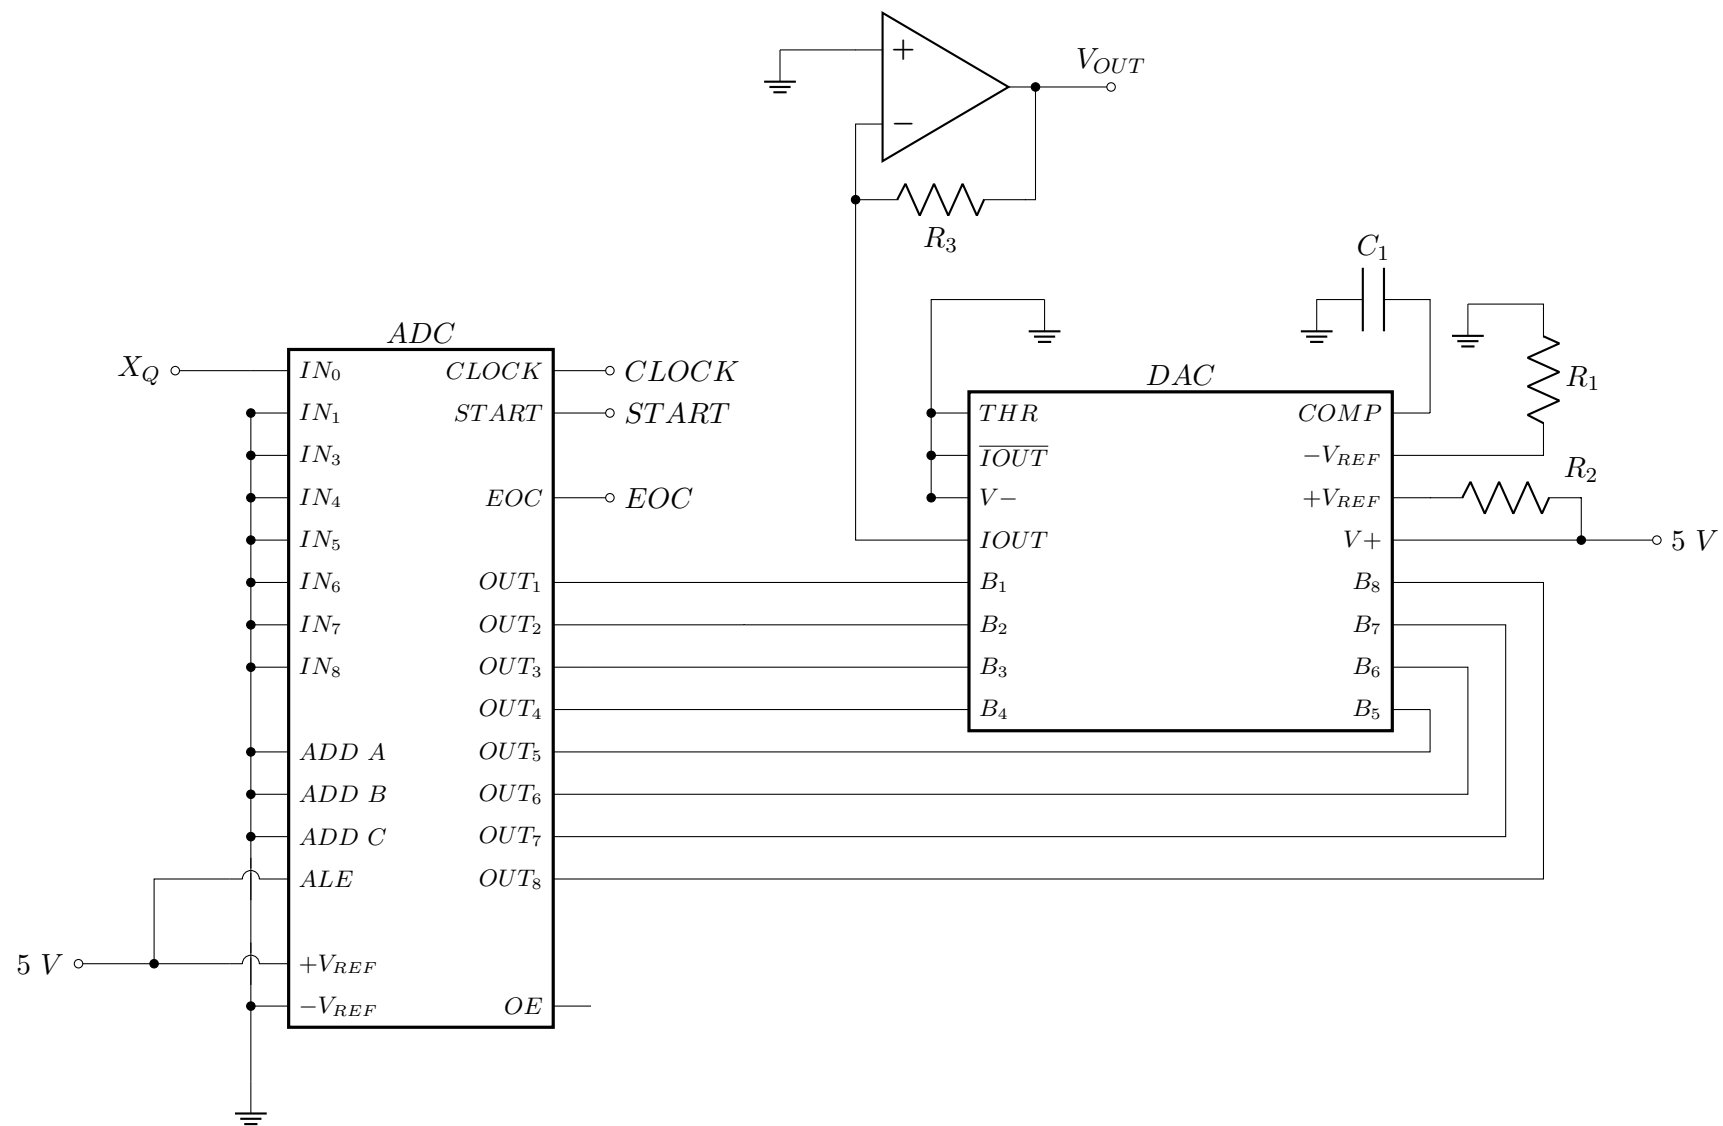 +
−
V_OUT
R_3
C_1
R_1
R_2
5 V
ADC
X_Q
IN_0
IN_1
IN_3
IN_4
IN_5
IN_6
IN_7
IN_8
ADD A
ADD B
ADD C
ALE
+V_REF
−V_REF
5 V
CLOCK
START
EOC
OUT_1
OUT_2
OUT_3
OUT_4
OUT_5
OUT_6
OUT_7
OUT_8
OE
CLOCK
START
EOC
DAC
THR
I̅O̅U̅T̅
V−
IOUT
B_1
B_2
B_3
B_4
COMP
−V_REF
+V_REF
V+
B_8
B_7
B_6
B_5